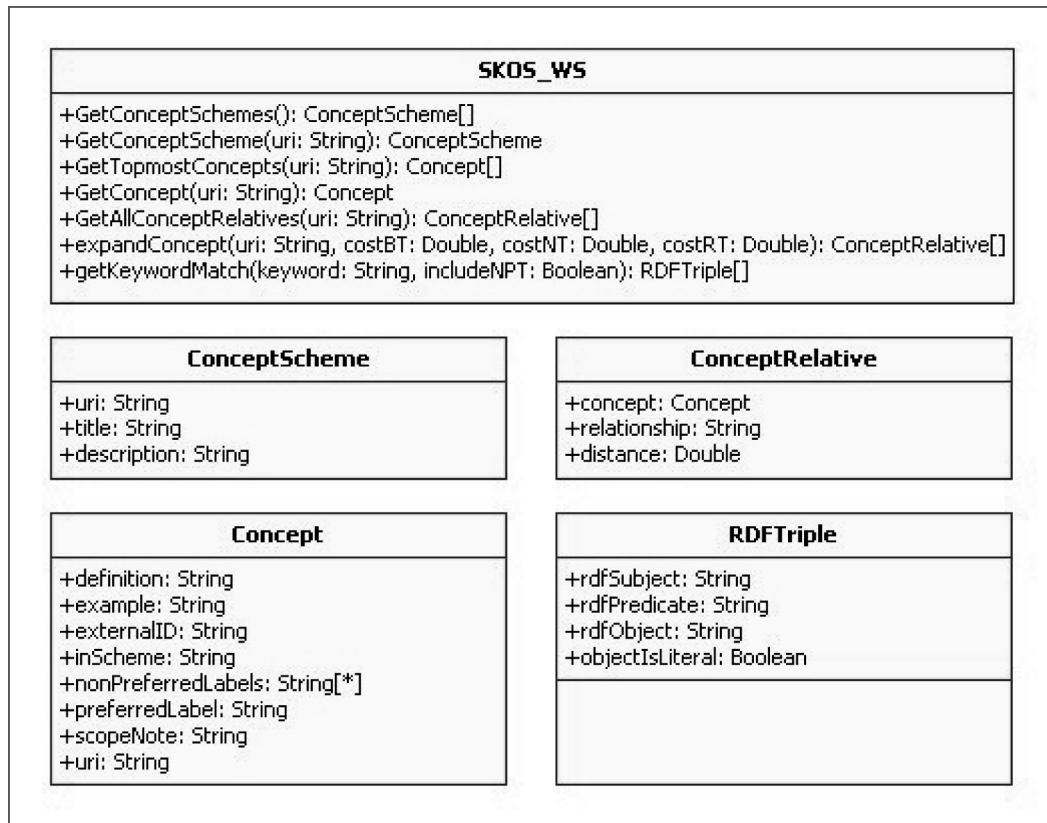 SKOS_WS
+GetConceptSchemes(): ConceptScheme[]
+GetConceptScheme(uri: String): ConceptScheme
+GetTopmostConcepts(uri: String): Concept[]
+GetConcept(uri: String): Concept
+GetAllConceptRelatives(uri: String): ConceptRelative[]
+expandConcept(uri: String, costBT: Double, costNT: Double, costRT: Double): ConceptRelative[]
+getKeywordMatch(keyword: String, includeNPT: Boolean): RDFTriple[]
ConceptScheme
+uri: String
+title: String
+description: String
ConceptRelative
+concept: Concept
+relationship: String
+distance: Double
Concept
+definition: String
+example: String
+externalID: String
+inScheme: String
+nonPreferredLabels: String[*]
+preferredLabel: String
+scopeNote: String
+uri: String
RDFTriple
+rdfSubject: String
+rdfPredicate: String
+rdfObject: String
+objectIsLiteral: Boolean